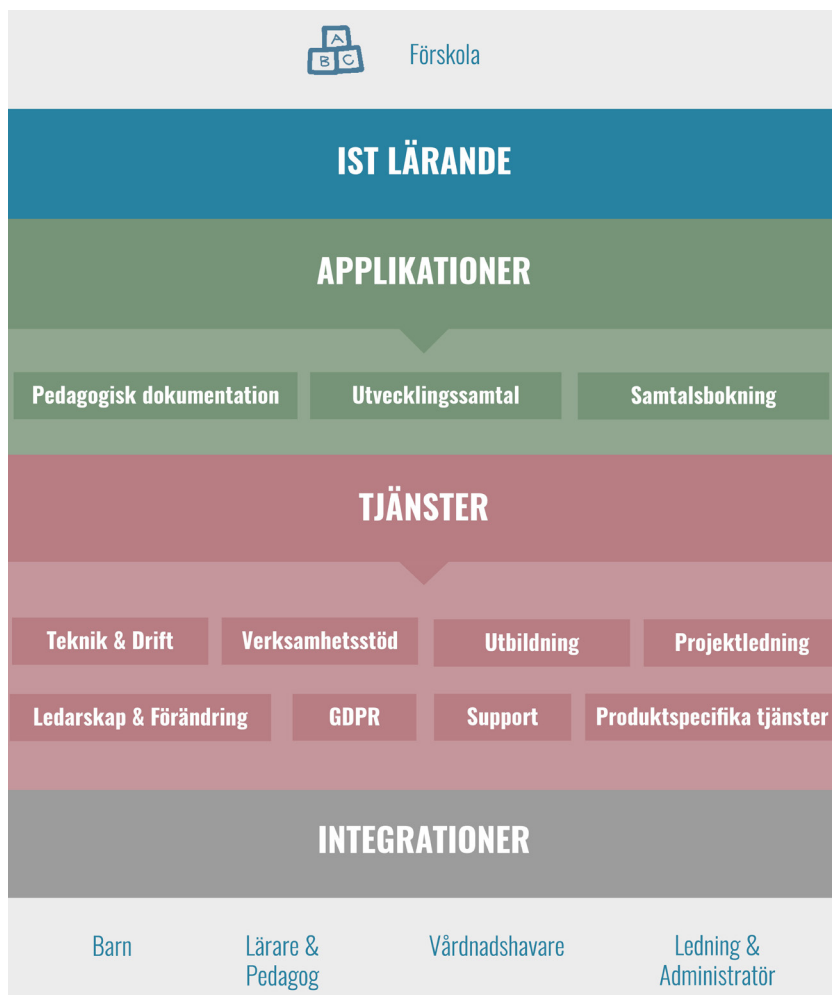 A
B C
Förskola
IST LÄRANDE
APPLIKATIONER
Pedagogisk dokumentation
Utvecklingssamtal
Samtalsbokning
TJÄNSTER
Teknik & Drift
Verksamhetsstöd
Utbildning
Projektledning
Ledarskap & Förändring
GDPR
Support
Produktspecifika tjänster
INTEGRATIONER
Barn
Lärare &
Pedagog
Vårdnadshavare
Ledning &
Administratör